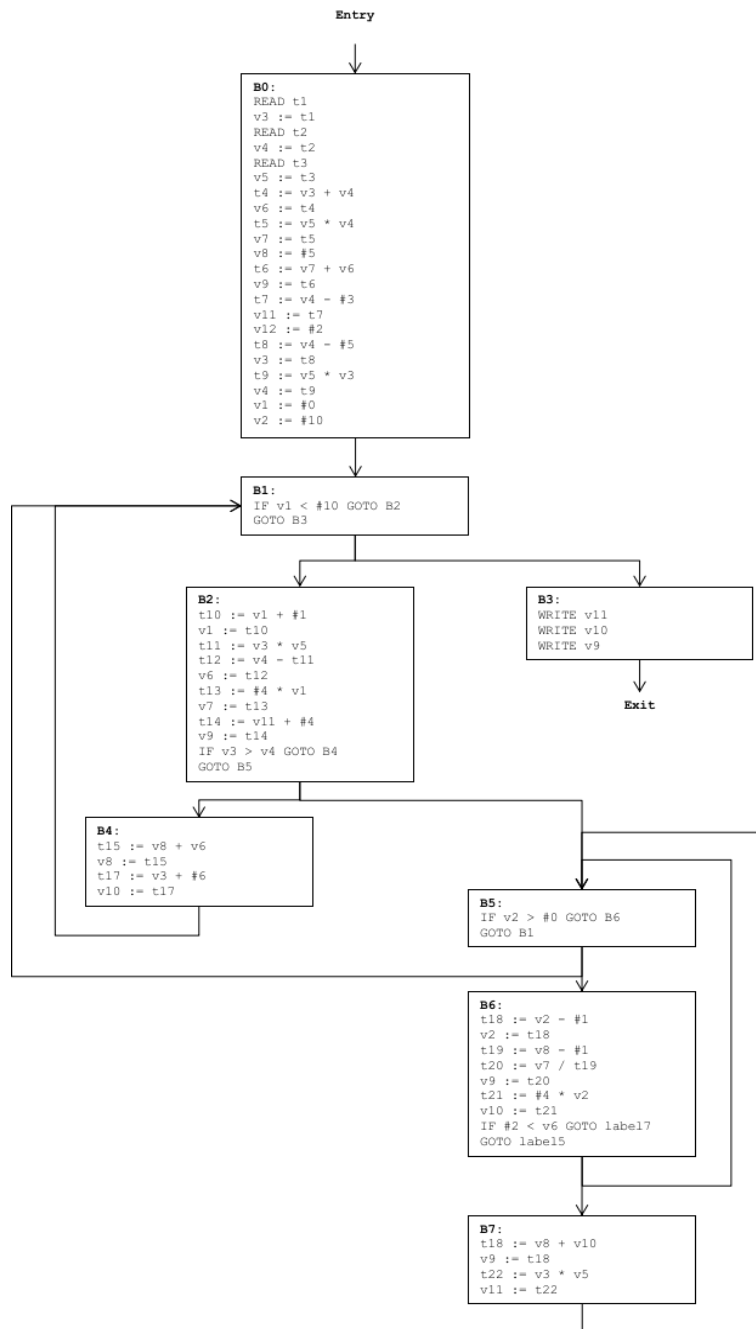 Entry
B0:
READ t1
v3 := t1
READ t2
v4 := t2
READ t3
v5 := t3
t4 := v3 + v4
v6 := t4
t5 := v5 * v4
v7 := t5
v8 := #5
t6 := v7 + v6
v9 := t6
t7 := v4 - #3
v11 := t7
v12 := #2
t8 := v4 - #5
v3 := t8
t9 := v5 * v3
v4 := t9
v1 := #0
v2 := #10
B1:
IF v1 < #10 GOTO B2
GOTO B3
B2:
t10 := v1 + #1
v1 := t10
t11 := v3 * v5
t12 := v4 - t11
v6 := t12
t13 := #4 * v1
v7 := t13
t14 := v11 + #4
v9 := t14
IF v3 > v4 GOTO B4
GOTO B5
B3:
WRITE v11
WRITE v10
WRITE v9
Exit
B4:
t15 := v8 + v6
v8 := t15
t17 := v3 + #6
v10 := t17
B5:
IF v2 > #0 GOTO B6
GOTO B1
B6:
t18 := v2 - #1
v2 := t18
t19 := v8 - #1
t20 := v7 / t19
v9 := t20
t21 := #4 * v2
v10 := t21
IF #2 < v6 GOTO label7
GOTO label5
B7:
t18 := v8 + v10
v9 := t18
t22 := v3 * v5
v11 := t22